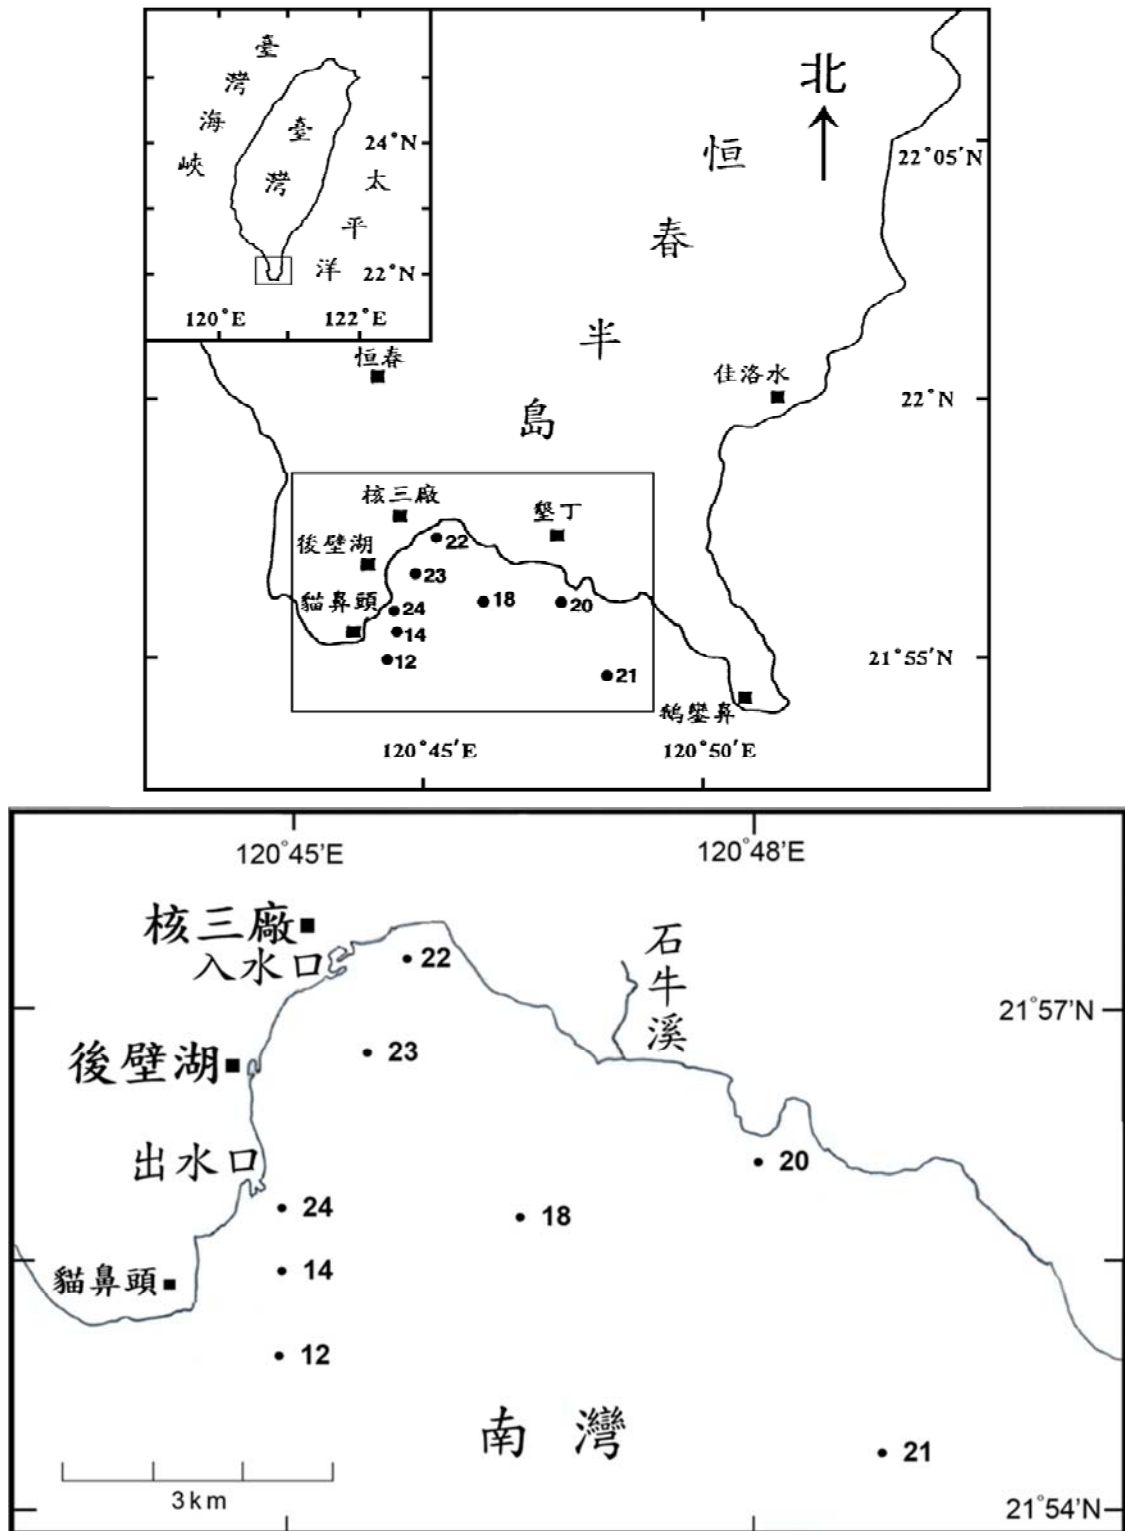 臺灣海峽
臺灣
24°N
太平洋
22°N
120°E
122°E
北
恒春半島
22°05′N
恒春
佳洛水
22°N
核三廠
墾丁
後壁湖
22
23
貓鼻頭
24
18
20
14
12
21
21°55′N
鵝鑾鼻
120°45′E
120°50′E
120°45'E
120°48'E
核三廠
入水口
22
石牛溪
21°57'N
後壁湖
23
出水口
20
24
18
貓鼻頭
14
12
南灣
21
3km
21°54'N